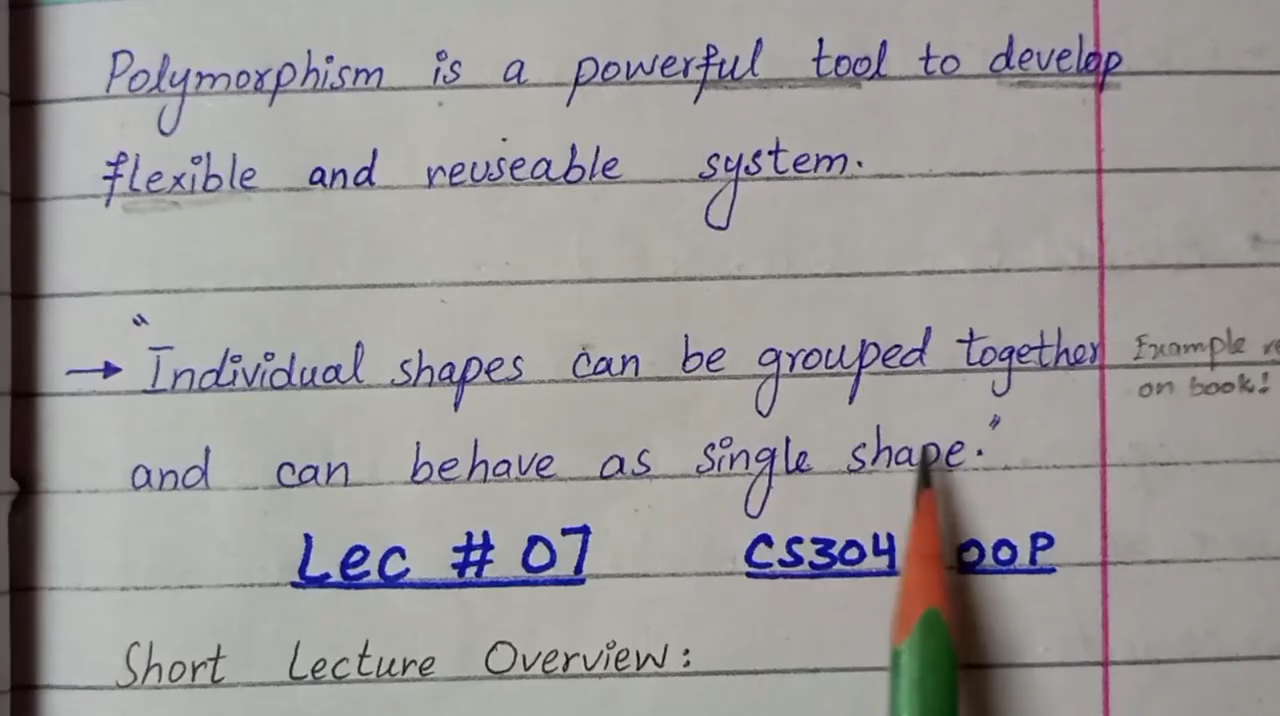 Polymorphism is a powerful tool to develop
flexible and reuseable system.
→ "Individual shapes can be grouped together
and can behave as single shape."
Example
on book!
Lec # 07 CS304 OOP
Short Lecture Overview: